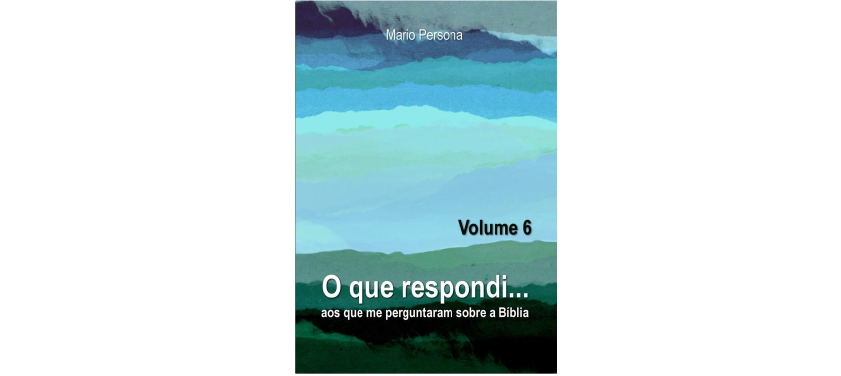 Mario Persona
Volume 6
O que respondi...
aos que me perguntaram sobre a Bíblia